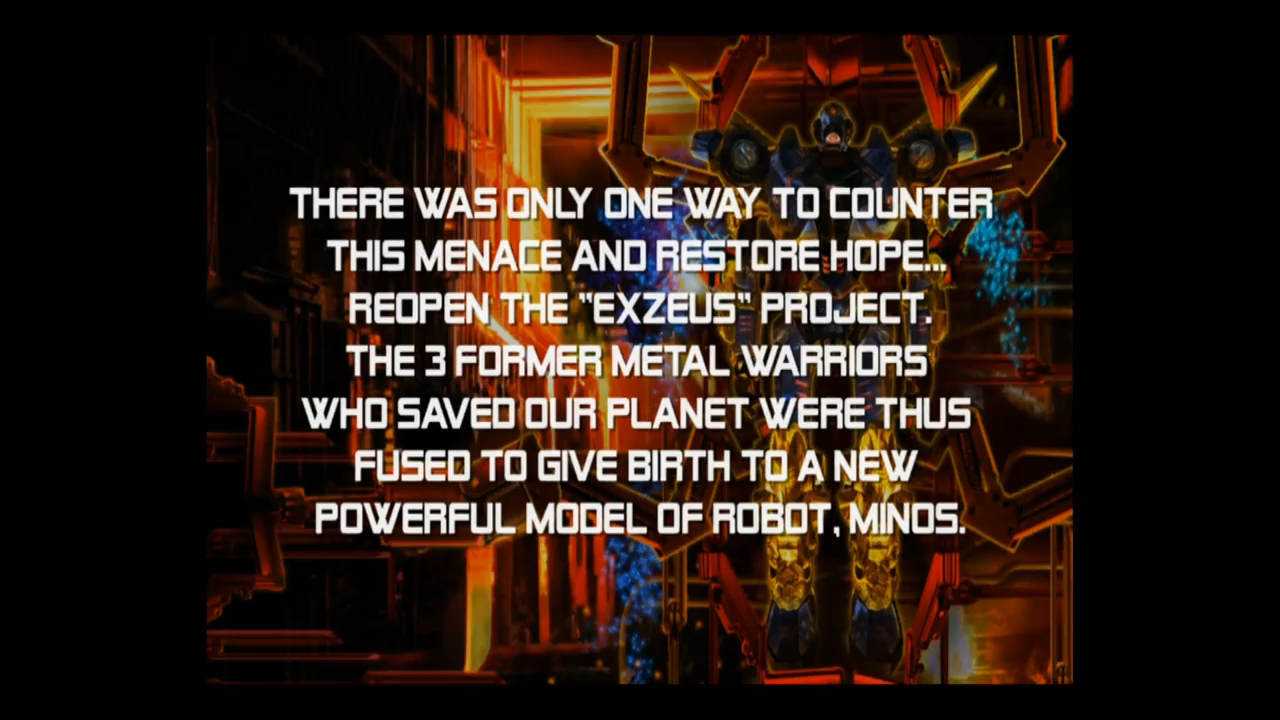 THERE WAS ONLY ONE WAY TO COUNTER
THIS MENACE AND RESTORE HOPE...
REOPEN THE "EXZEUS" PROJECT.
THE 3 FORMER METAL WARRIORS
WHO SAVED OUR PLANET WERE THUS
FUSED TO GIVE BIRTH TO A NEW
POWERFUL MODEL OF ROBOT, MINOS.